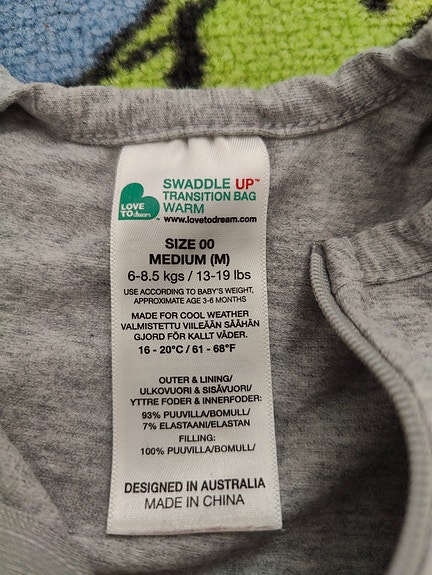 LOVE
TO dream™
SWADDLE UP™
TRANSITION BAG
WARM
www.lovetodream.com
SIZE 00
MEDIUM (M)
6-8.5 kgs / 13-19 lbs
USE ACCORDING TO BABY'S WEIGHT,
APPROXIMATE AGE 3-6 MONTHS
MADE FOR COOL WEATHER
VALMISTETTU VIILEÄÄN SÄÄHÄN
GJORD FÖR KALLT VÄDER.
16 - 20°C / 61 - 68°F
OUTER & LINING/
ULKOVUORI & SISÄVUORI/
YTTRE FODER & INNERFODER:
93% PUUVILLA/BOMULL/
7% ELASTAANI/ELASTAN
FILLING:
100% PUUVILLA/BOMULL/
DESIGNED IN AUSTRALIA
MADE IN CHINA